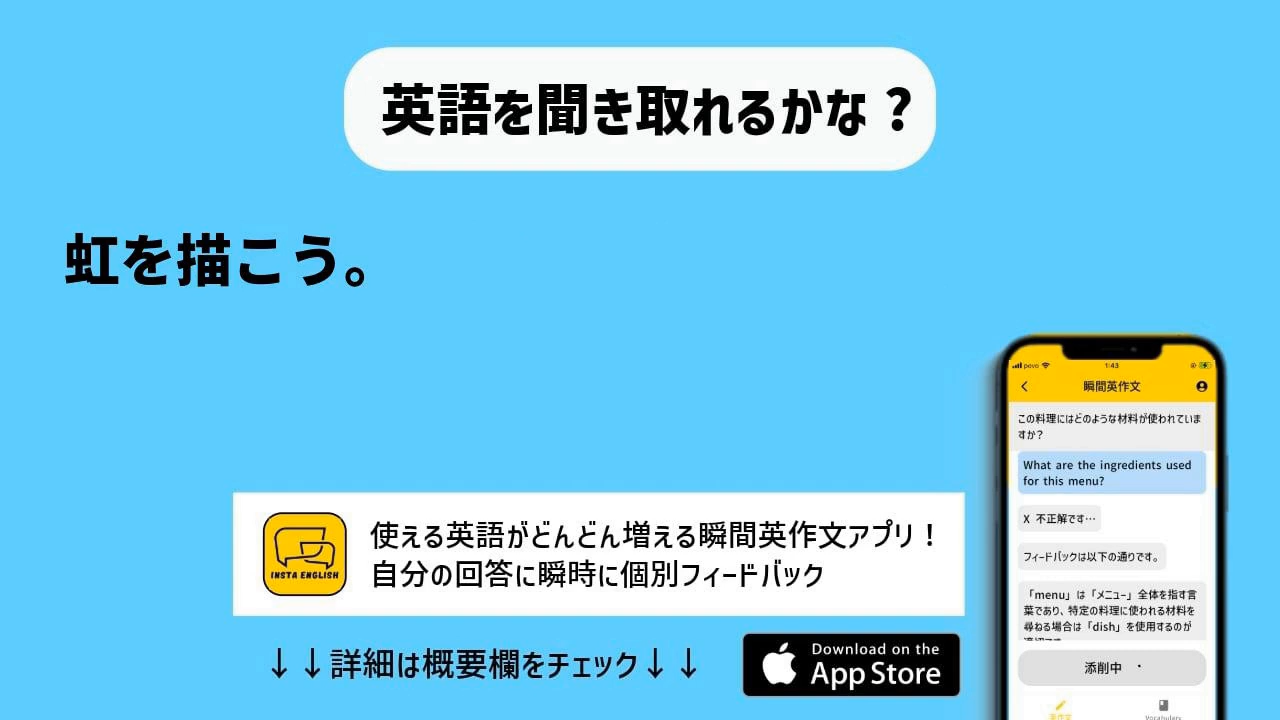 英語を聞き取れるかな？
虹を描こう。
使える英語がどんどん増える瞬間英作文アプリ！
自分の回答に瞬時に個別フィードバック
INSTA ENGLISH
↓↓詳細は概要欄をチェック↓↓
Download on the
App Store
povo 1:43
瞬間英作文
この料理にはどのような材料が使われていま
すか？
What are the ingredients used
for this menu?
X 不正解です…
フィードバックは以下の通りです。
「menu」は「メニュー」全体を指す言
葉であり、特定の料理に使われる材料を
尋ねる場合は「dish」を使用するのが
添削中
英作文 Vocabulary